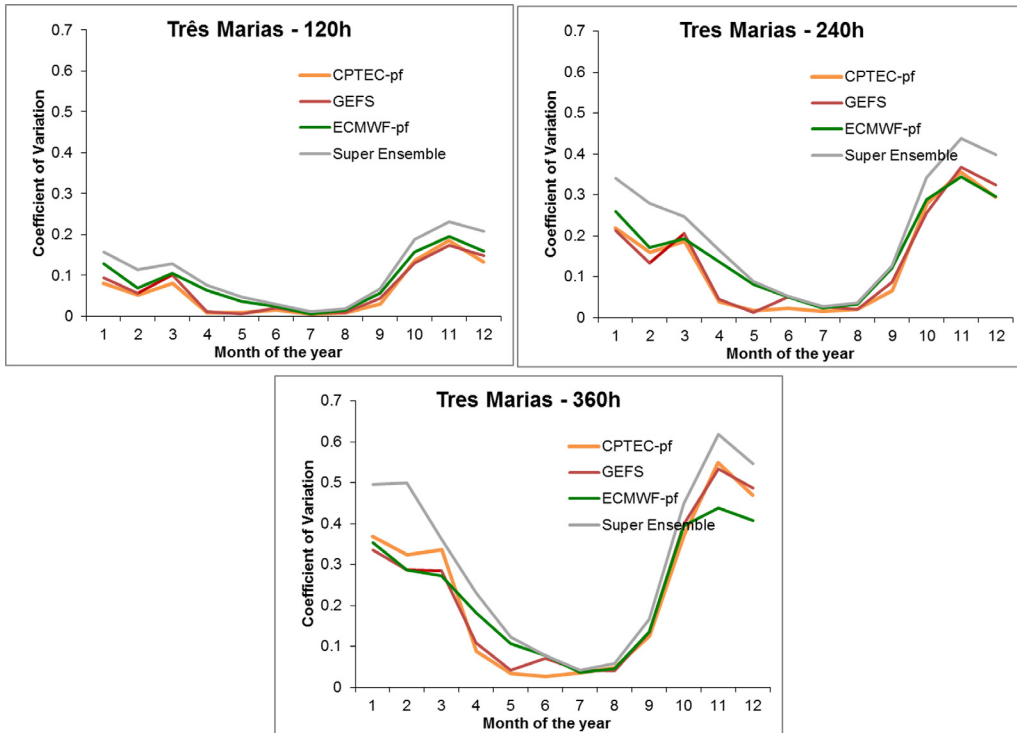 Três Marias - 120h
Coefficient of Variation
0.7
0.6
0.5
0.4
0.3
0.2
0.1
0
CPTEC-pf
GEFS
ECMWF-pf
Super Ensemble
1 2 3 4 5 6 7 8 9 10 11 12
Month of the year
Tres Marias - 240h
Coefficient of Variation
0.7
0.6
0.5
0.4
0.3
0.2
0.1
0
CPTEC-pf
GEFS
ECMWF-pf
Super Ensemble
1 2 3 4 5 6 7 8 9 10 11 12
Month of the year
Tres Marias - 360h
Coefficient of Variation
0.7
0.6
0.5
0.4
0.3
0.2
0.1
0
CPTEC-pf
GEFS
ECMWF-pf
Super Ensemble
1 2 3 4 5 6 7 8 9 10 11 12
Month of the year